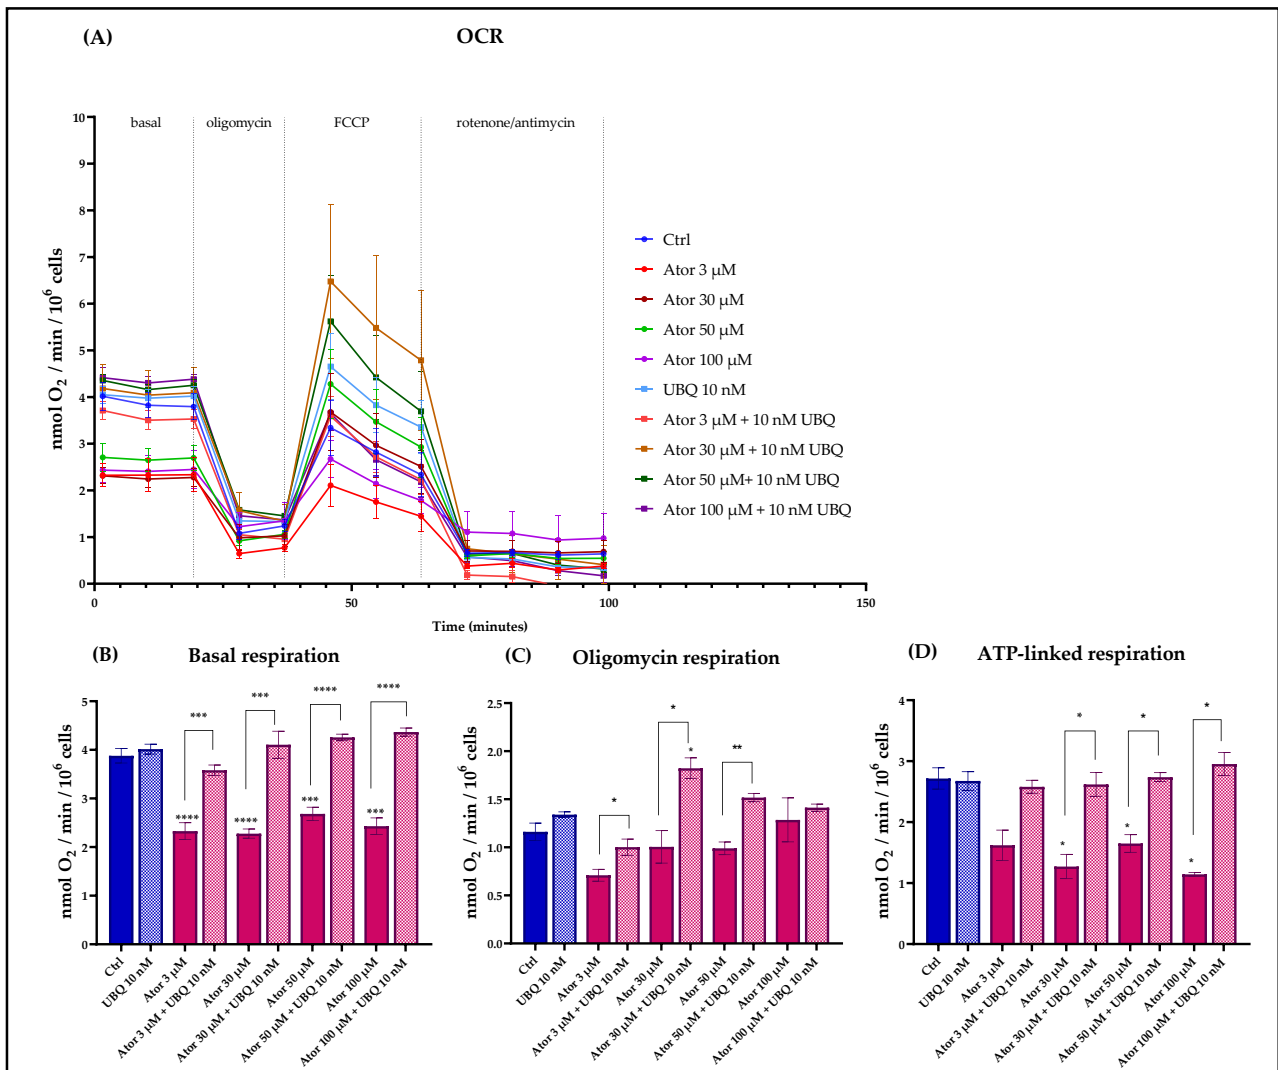 (A)
OCR
basal
oligomycin
FCCP
rotenone/antimycin
10
9
8
7
6
5
4
3
2
1
0
nmol O₂ / min / 10⁶ cells
0
50
100
150
Time (minutes)
Ctrl
Ator 3 µM
Ator 30 µM
Ator 50 µM
Ator 100 µM
UBQ 10 nM
Ator 3 µM + 10 nM UBQ
Ator 30 µM + 10 nM UBQ
Ator 50 µM+ 10 nM UBQ
Ator 100 µM + 10 nM UBQ
(B)
Basal respiration
nmol O₂ / min / 10⁶ cells
5
4
3
2
1
0
***
***
****
****
****
****
***
***
Ctrl
UBQ 10 nM
Ator 3 µM
Ator 3 µM + UBQ 10 nM
Ator 30 µM
Ator 30 µM + UBQ 10 nM
Ator 50 µM
Ator 50 µM + UBQ 10 nM
Ator 100 µM
Ator 100 µM + UBQ 10 nM
(C)
Oligomycin respiration
nmol O₂ / min / 10⁶ cells
2.5
2.0
1.5
1.0
0.5
0.0
*
*
*
**
Ctrl
UBQ 10 nM
Ator 3 µM
Ator 3 µM + UBQ 10 nM
Ator 30 µM
Ator 30 µM + UBQ 10 nM
Ator 50 µM
Ator 50 µM + UBQ 10 nM
Ator 100 µM
Ator 100 µM + UBQ 10 nM
(D)
ATP-linked respiration
nmol O₂ / min / 10⁶ cells
4
3
2
1
0
*
*
*
*
*
*
Ctrl
UBQ 10 nM
Ator 3 µM
Ator 3 µM + UBQ 10 nM
Ator 30 µM
Ator 30 µM + UBQ 10 nM
Ator 50 µM
Ator 50 µM + UBQ 10 nM
Ator 100 µM
Ator 100 µM + UBQ 10 nM